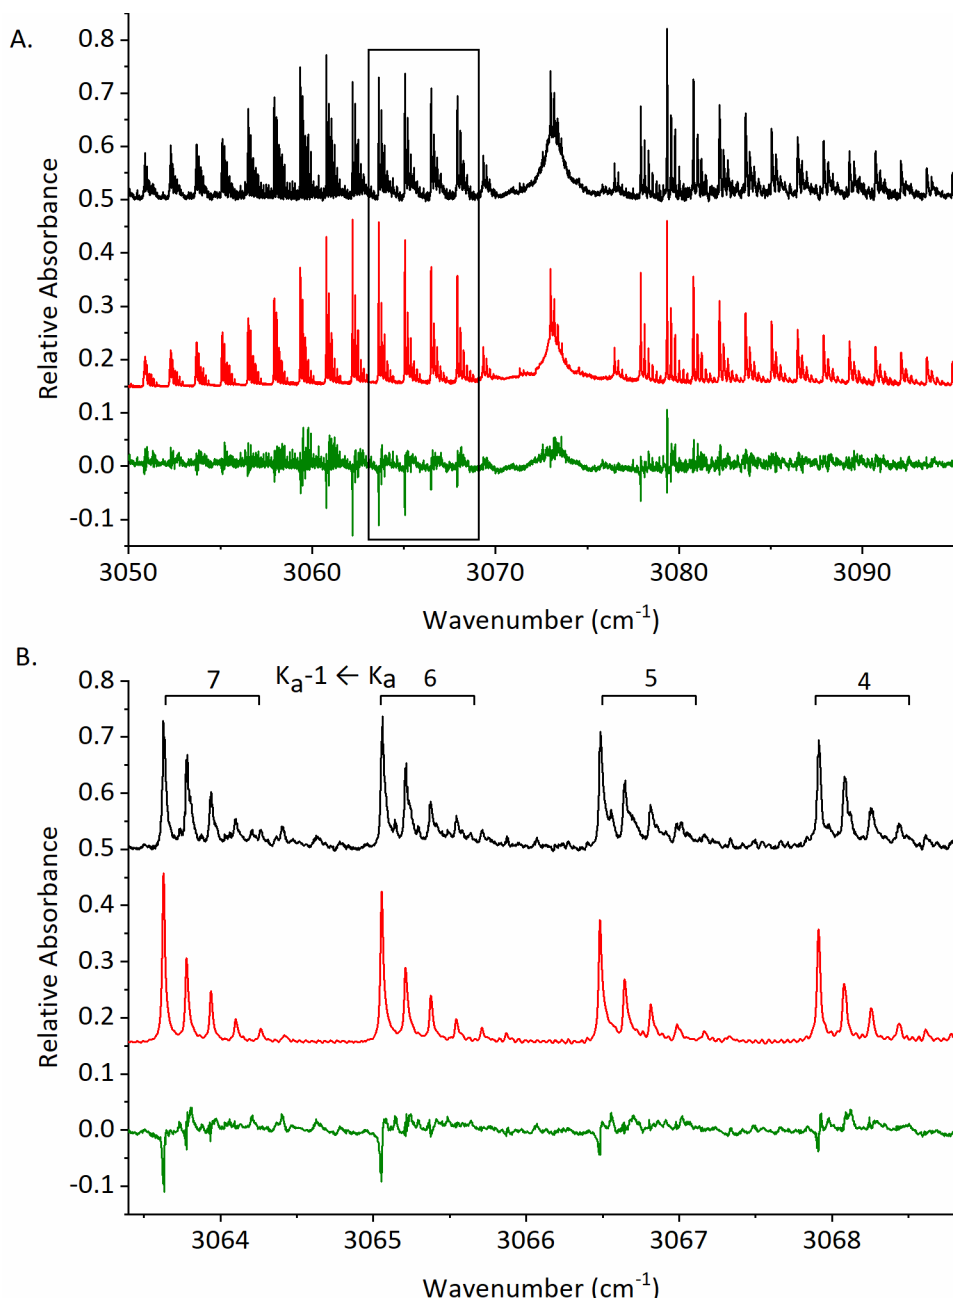 A.
0.8
0.7
0.6
0.5
0.4
0.3
0.2
0.1
0.0
-0.1
Relative Absorbance
3050 3060 3070 3080 3090
Wavenumber (cm-1)
B.
7 Ka-1 ← Ka 6 5 4
0.8
0.7
0.6
0.5
0.4
0.3
0.2
0.1
0.0
-0.1
Relative Absorbance
3064 3065 3066 3067 3068
Wavenumber (cm-1)